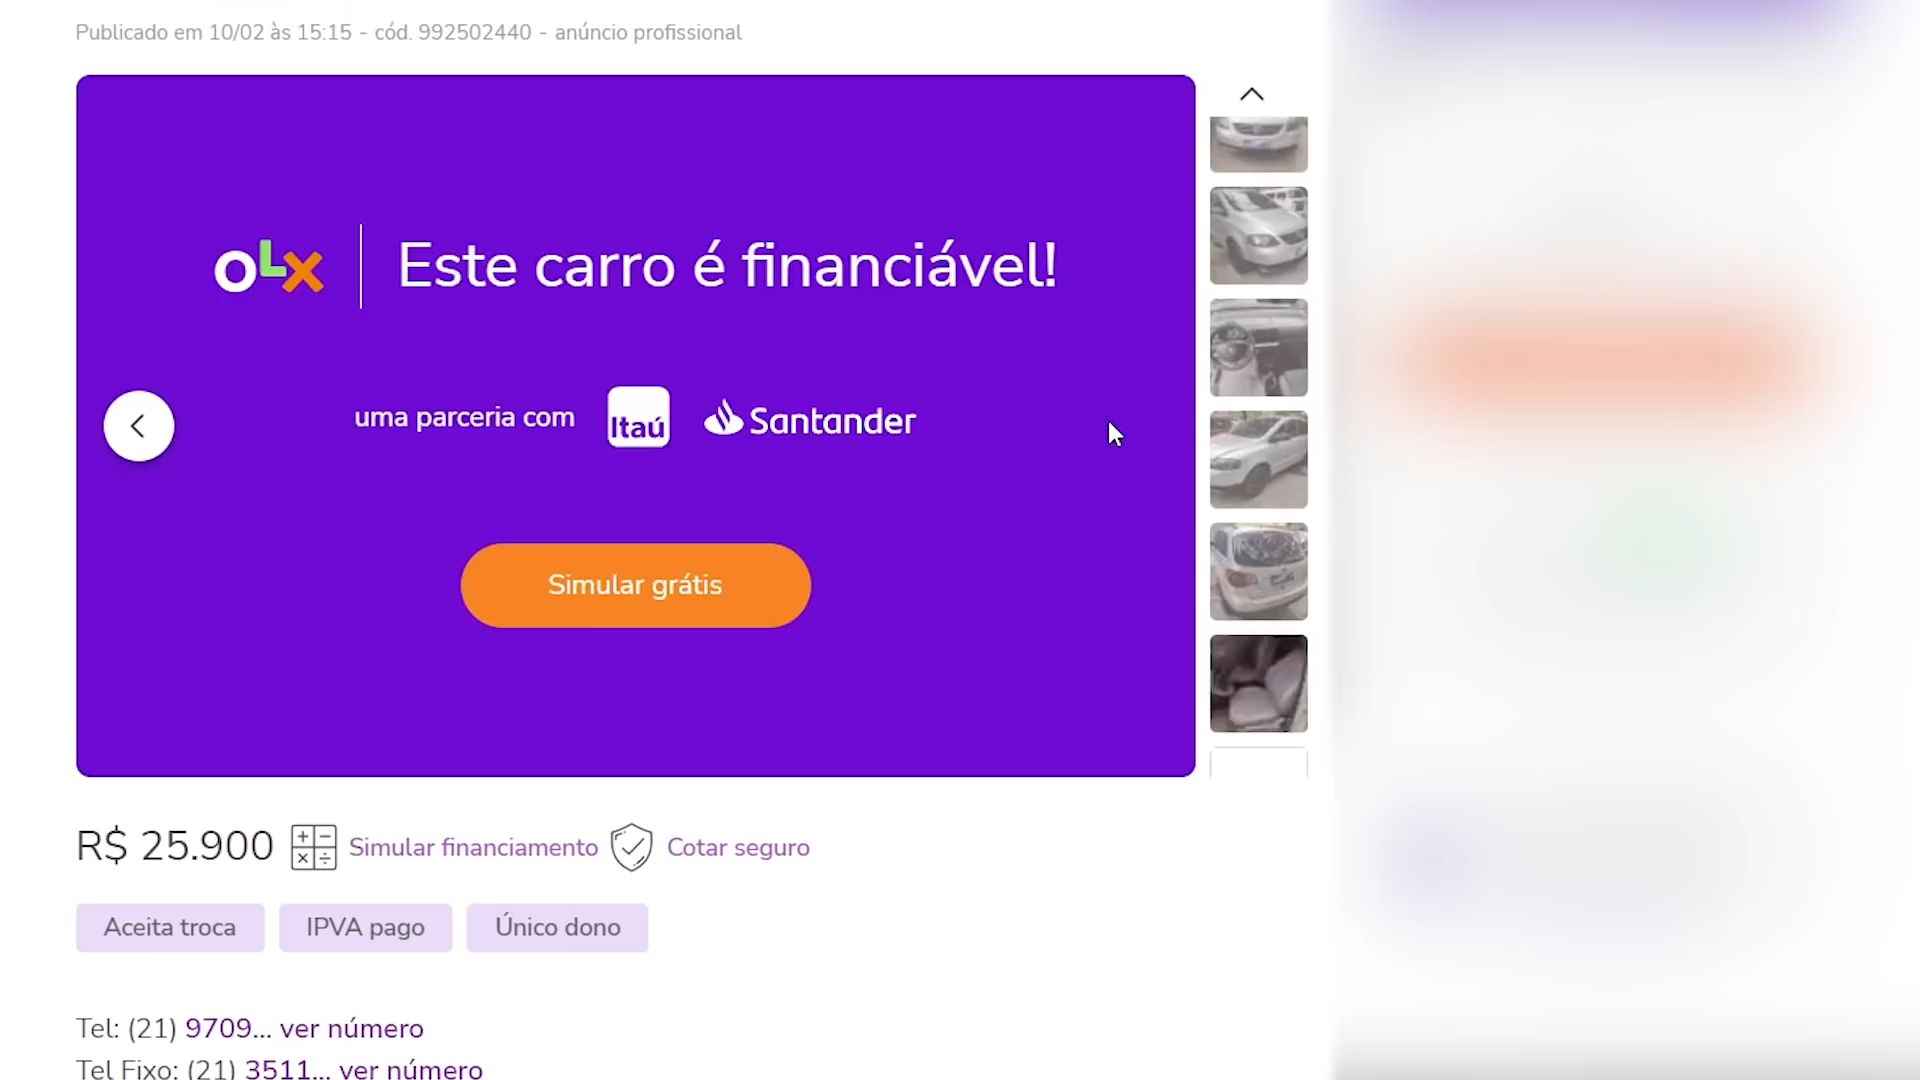 Publicado em 10/02 às 15:15 - cód. 992502440 - anúncio profissional
OLX Este carro é financiável!
uma parceria com Itaú Santander
Simular grátis
R$ 25.900 Simular financiamento Cotar seguro
Aceita troca IPVA pago Único dono
Tel: (21) 9709... ver número
Tel Fixo: (21) 3511... ver número